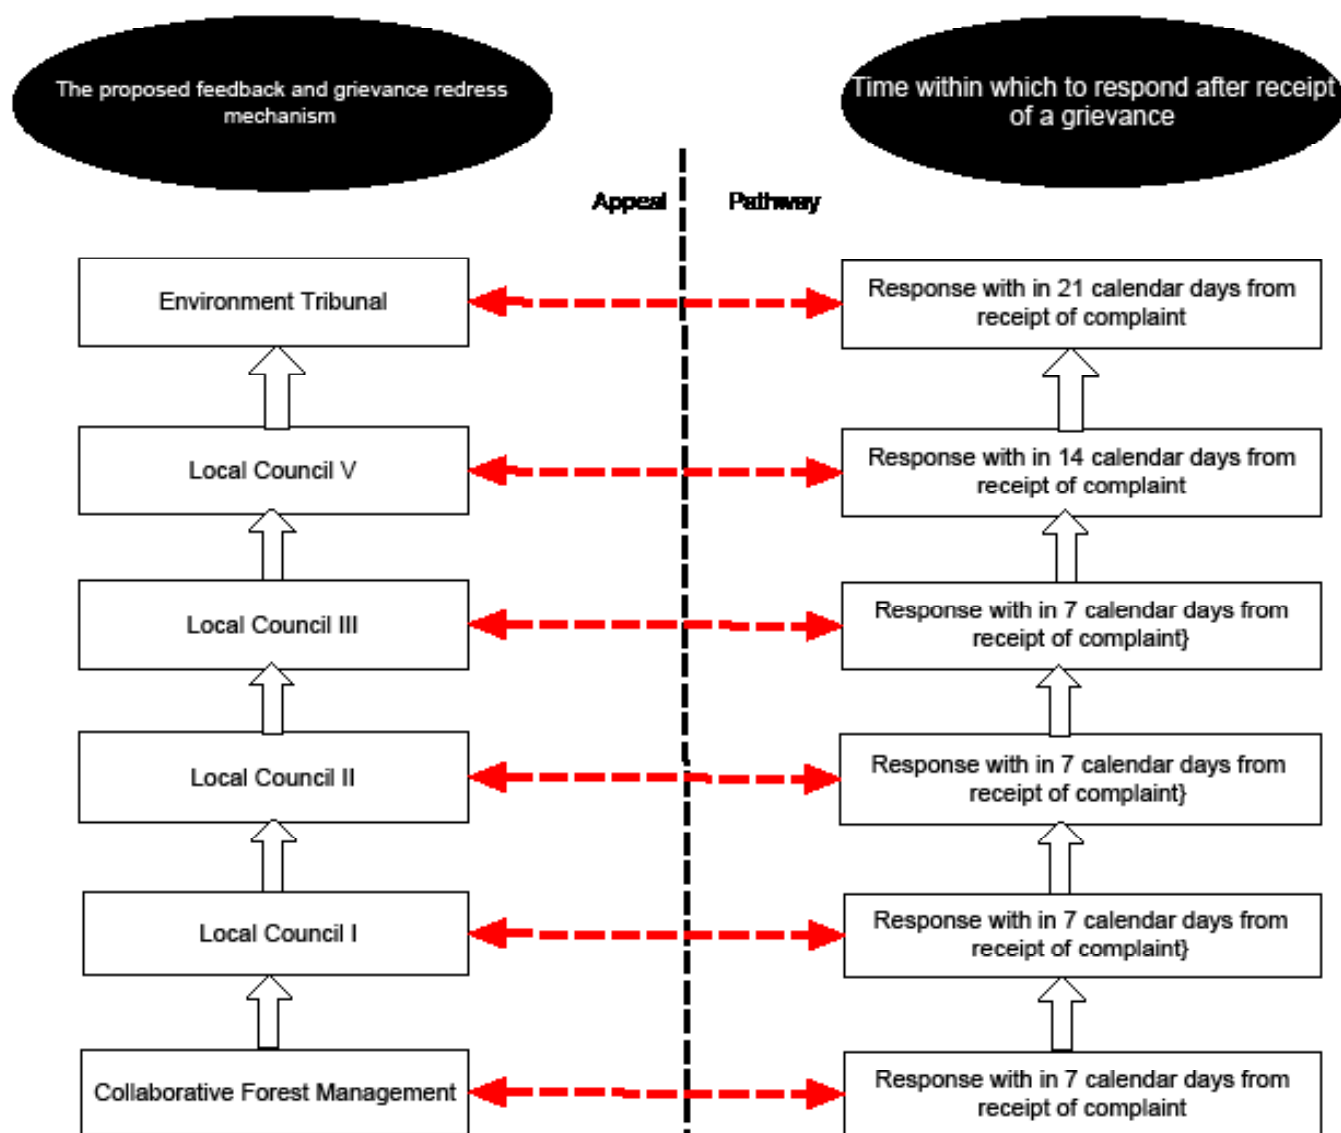 The proposed feedback and grievance redress
mechanism
Time within which to respond after receipt
of a grievance
Appeal
Pathway
Environment Tribunal
Response with in 21 calendar days from
receipt of complaint
Local Council V
Response with in 14 calendar days from
receipt of complaint
Local Council III
Response with in 7 calendar days from
receipt of complaint}
Local Council II
Response with in 7 calendar days from
receipt of complaint}
Local Council I
Response with in 7 calendar days from
receipt of complaint}
Collaborative Forest Management
Response with in 7 calendar days from
receipt of complaint